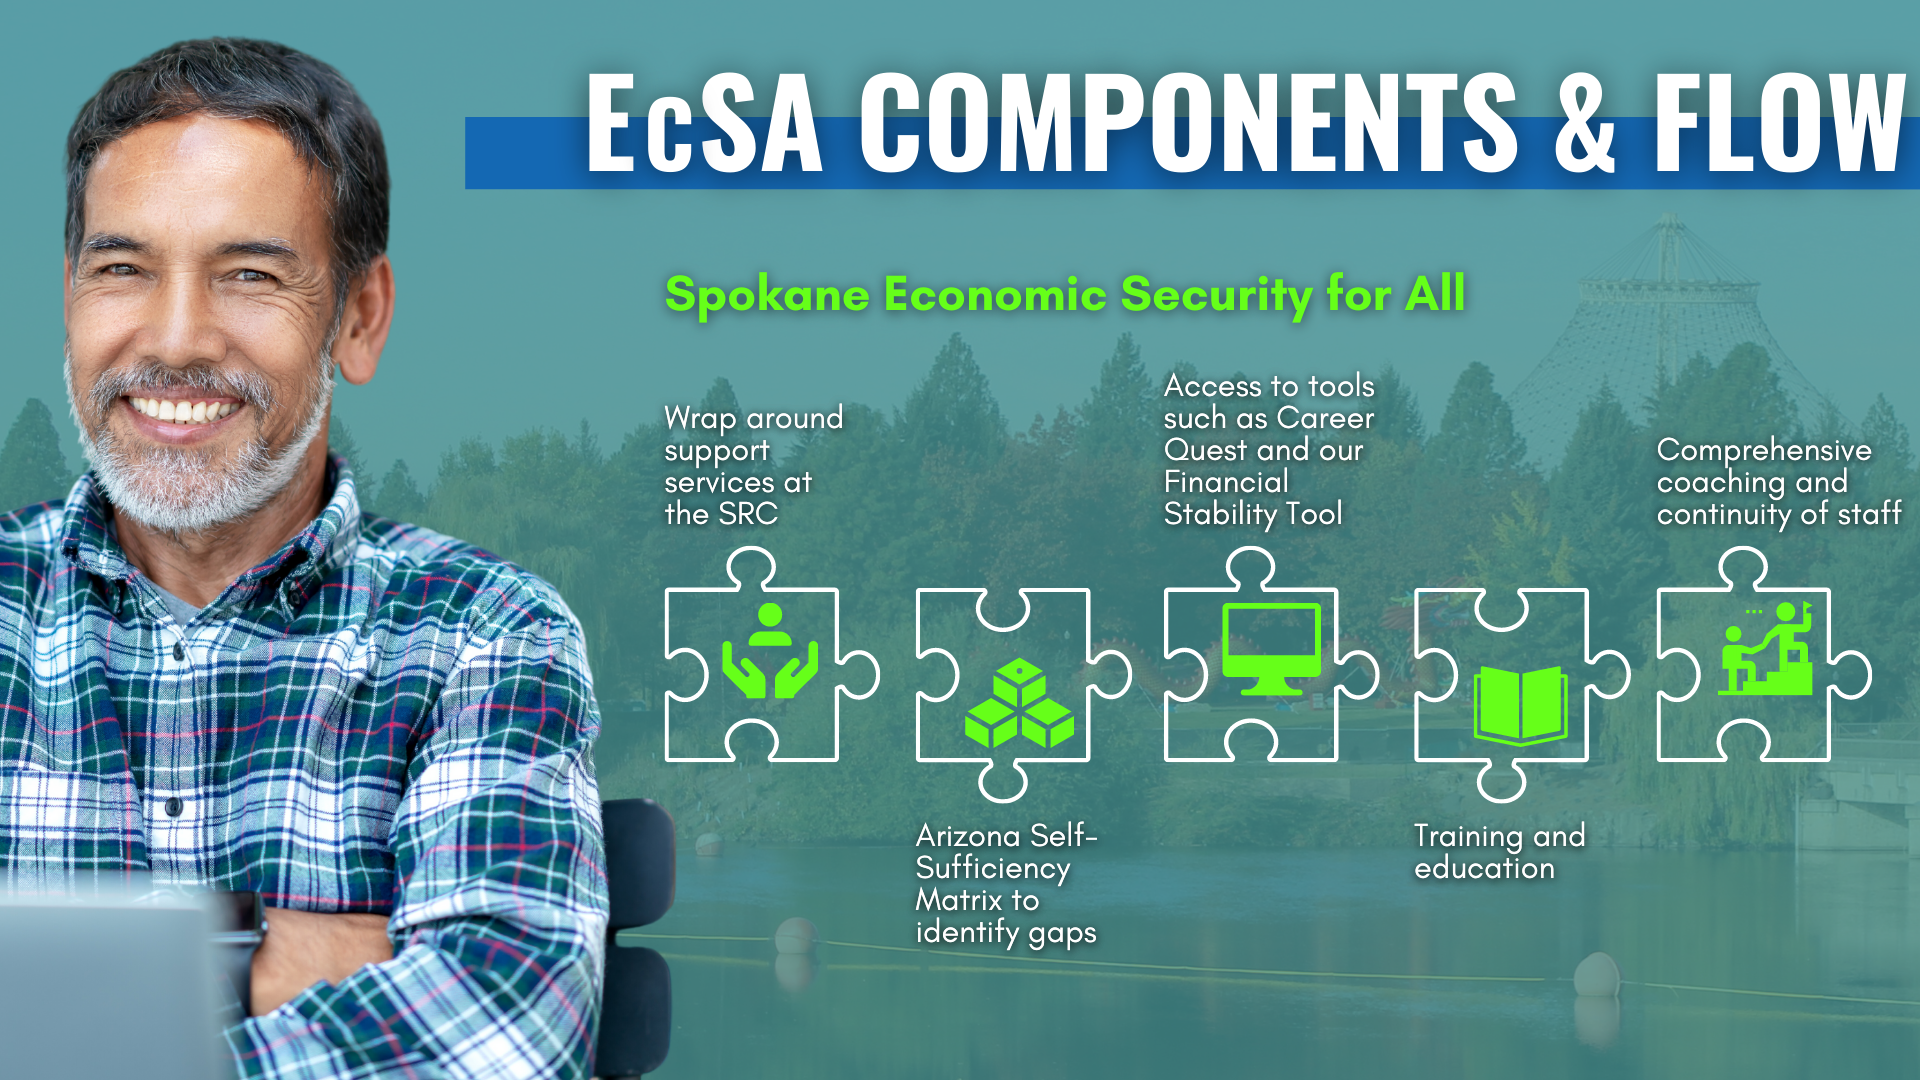 EcSA COMPONENTS & FLOW
Spokane Economic Security for All
Wrap around
support
services at
the SRC
Arizona Self-
Sufficiency
Matrix to
identify gaps
Access to tools
such as Career
Quest and our
Financial
Stability Tool
Training and
education
Comprehensive
coaching and
continuity of staff